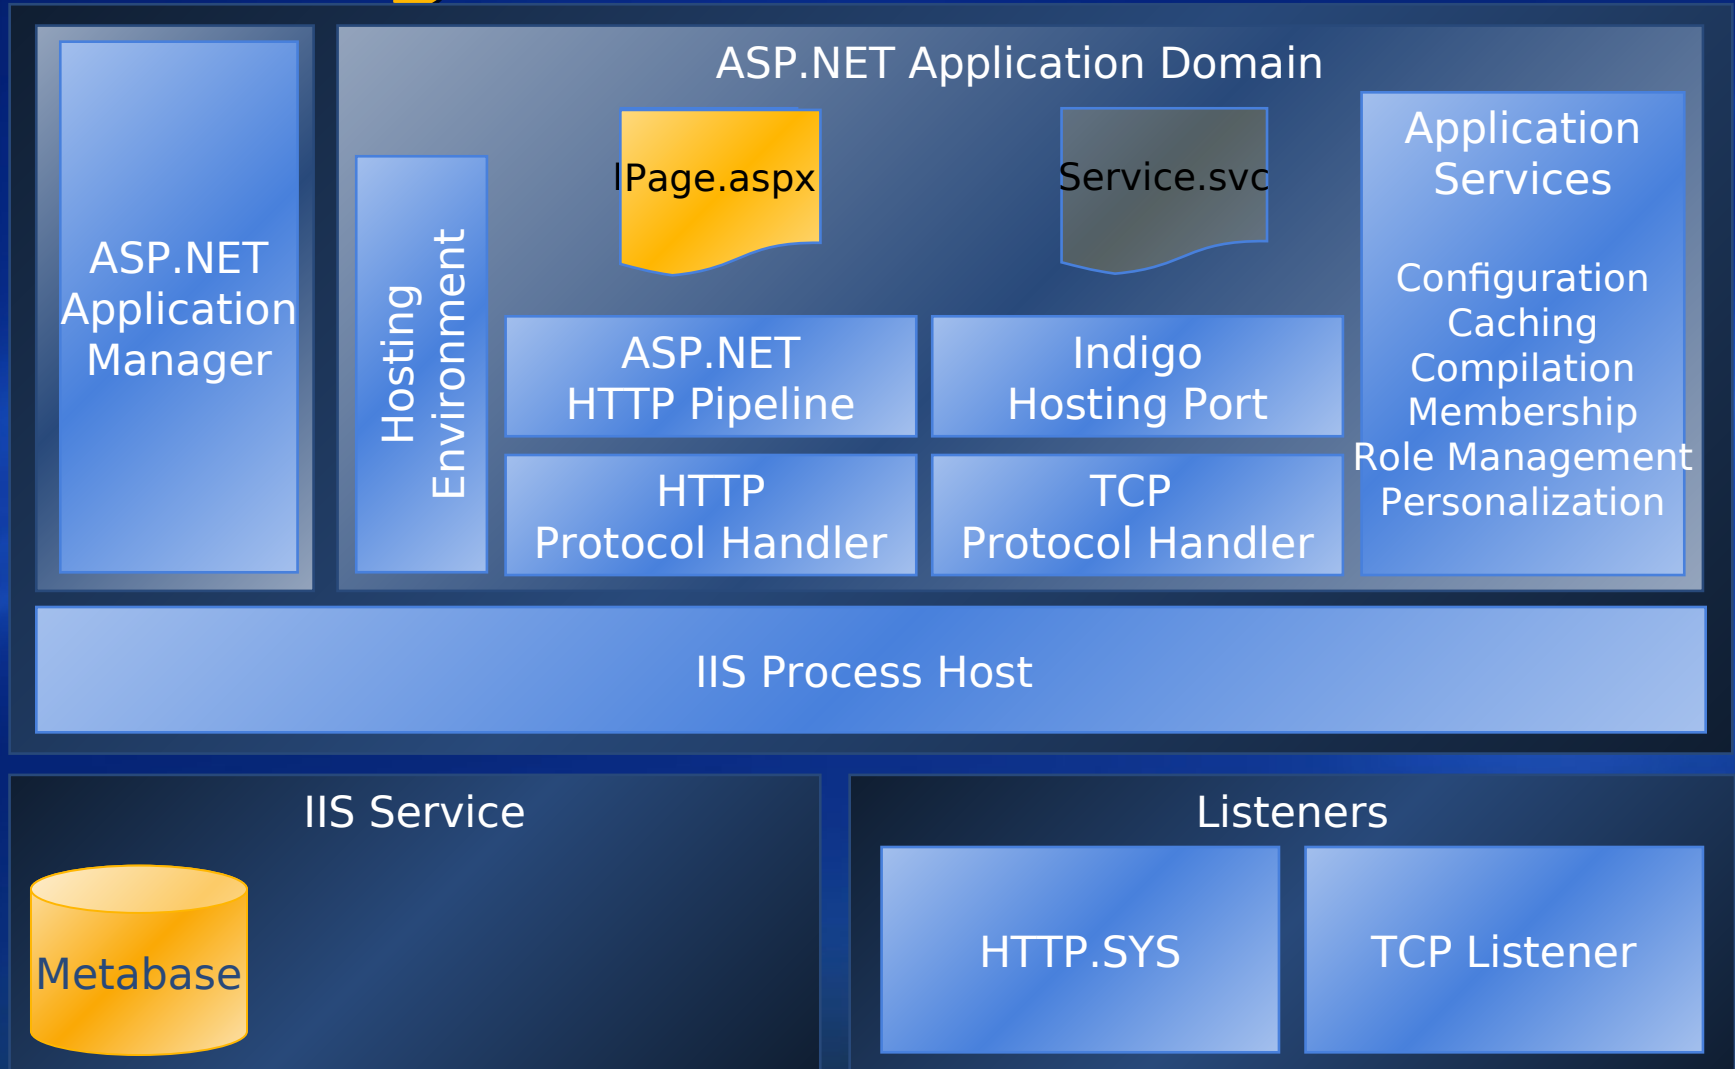 ASP.NET Application Domain
ASP.NET
Application
Manager
Hosting
Environment
Page.aspx
Service.svc
Application
Services
Configuration
Caching
Compilation
Membership
Role Management
Personalization
ASP.NET
HTTP Pipeline
Indigo
Hosting Port
HTTP
Protocol Handler
TCP
Protocol Handler
IIS Process Host
IIS Service
Metabase
Listeners
HTTP.SYS
TCP Listener